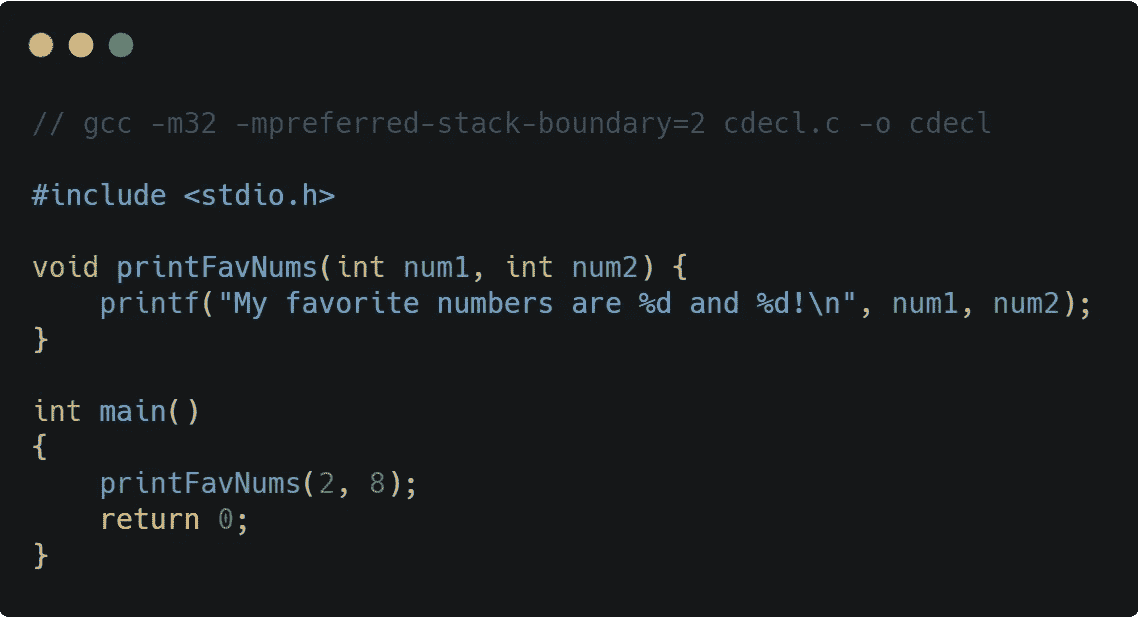 // gcc -m32 -mpreferred-stack-boundary=2 cdecl.c -o cdecl
#include <stdio.h>
void printFavNums(int num1, int num2) {
    printf("My favorite numbers are %d and %d!\n", num1, num2);
}
int main()
{
    printFavNums(2, 8);
    return 0;
}